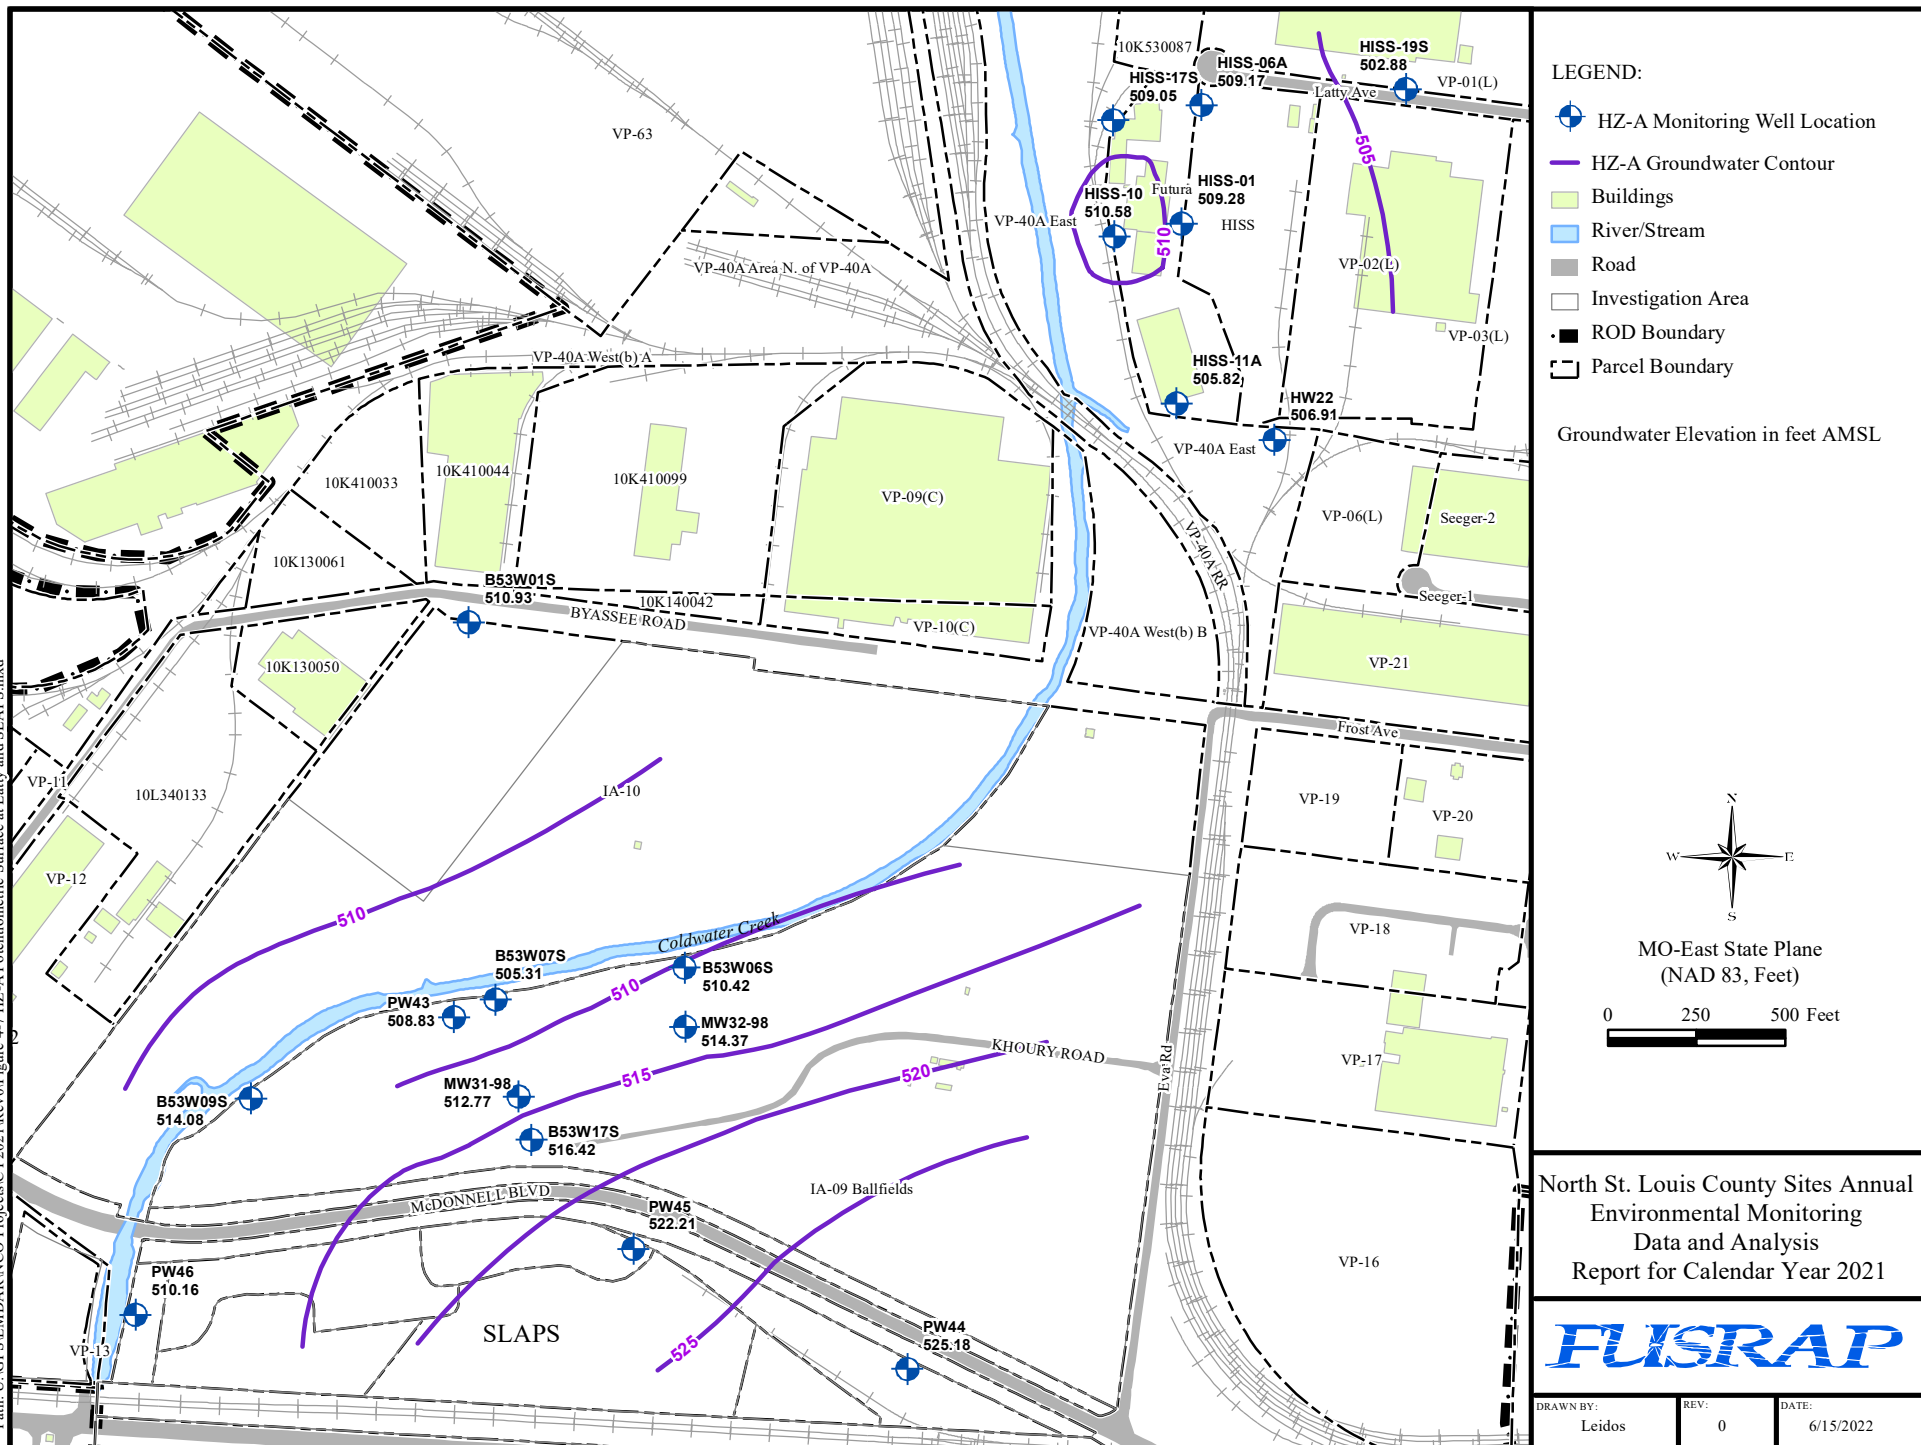 10K530087
HISS-06A
509.17
HISS-19S
502.88
HISS-17S
509.05
Latty Ave
VP-01(L)
VP-63
505
HISS-10
510.58
Futura
HISS-01
509.28
VP-40A East
HISS
510
VP-40A Area N. of VP-40A
VP-02(L)
VP-03(L)
VP-40A West(b) A
HISS-11A
505.82
HW22
506.91
VP-40A East
10K410033
10K410044
10K410099
VP-09(C)
VP-06(L)
Seeger-2
VP-40A RR
10K130061
B53W01S
510.93
10K140042
BYASSEE ROAD
VP-10(C)
Seeger-1
VP-40A West(b) B
10K130050
VP-21
Frost Ave
VP-11
10L340133
IA-10
VP-19
VP-20
VP-12
510
Coldwater Creek
VP-18
B53W07S
505.31
B53W06S
510.42
510
PW43
508.83
MW32-98
514.37
2
KHOURY ROAD
Eva Rd
VP-17
MW31-98
512.77
515
520
B53W09S
514.08
B53W17S
516.42
McDONNELL BLVD
IA-09 Ballfields
PW45
522.21
VP-16
PW46
510.16
VP-13
SLAPS
525
PW44
525.18
LEGEND:
HZ-A Monitoring Well Location
HZ-A Groundwater Contour
Buildings
River/Stream
Road
Investigation Area
ROD Boundary
Parcel Boundary
Groundwater Elevation in feet AMSL
N
W E
S
MO-East State Plane
(NAD 83, Feet)
0 250 500 Feet
North St. Louis County Sites Annual
Environmental Monitoring
Data and Analysis
Report for Calendar Year 2021
FUSRAP
DRAWN BY:
Leidos
REV:
0
DATE:
6/15/2022